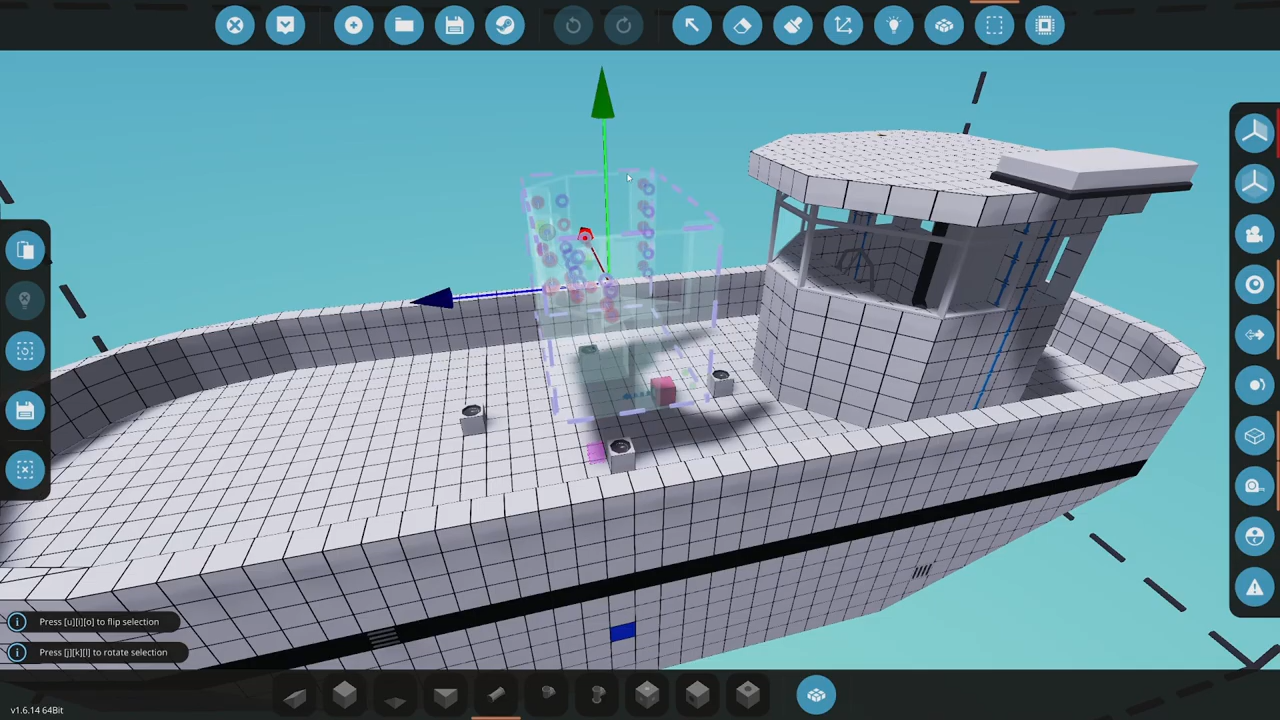 Press [u][i][o] to flip selection
Press [j][k][l] to rotate selection
v1.6.14 64Bit